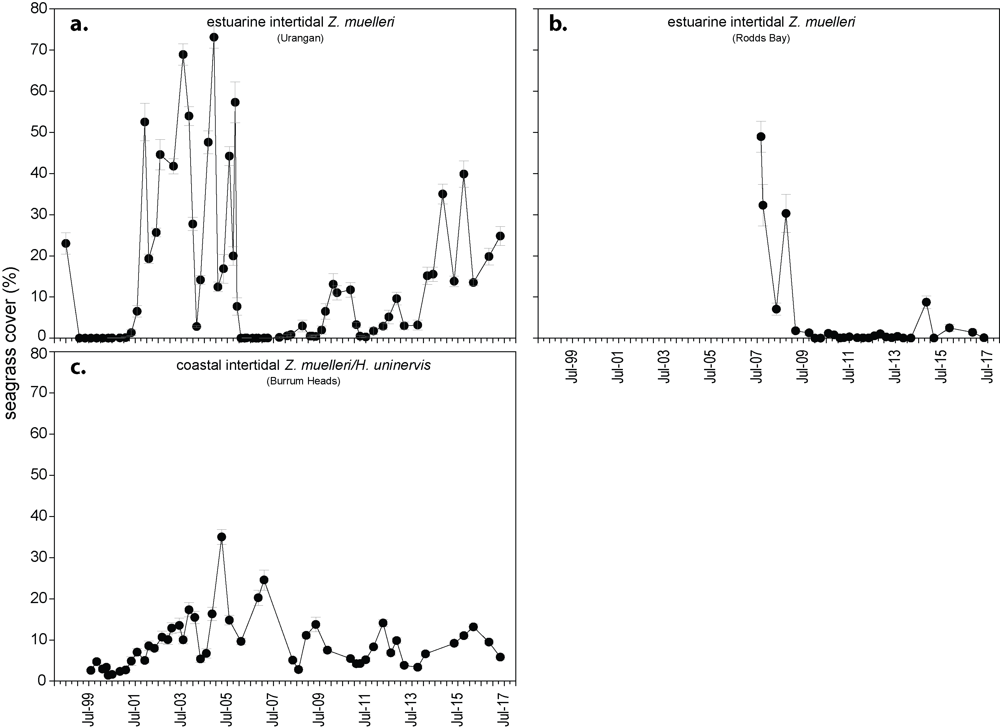 seagrass cover (%)
a.
estuarine intertidal Z. muelleri
(Urangan)
80
70
60
50
40
30
20
10
0
b.
estuarine intertidal Z. muelleri
(Rodds Bay)
Jul-99
Jul-01
Jul-03
Jul-05
Jul-07
Jul-09
Jul-11
Jul-13
Jul-15
Jul-17
c.
coastal intertidal Z. muelleri/H. uninervis
(Burrum Heads)
80
70
60
50
40
30
20
10
0
Jul-99
Jul-01
Jul-03
Jul-05
Jul-07
Jul-09
Jul-11
Jul-13
Jul-15
Jul-17